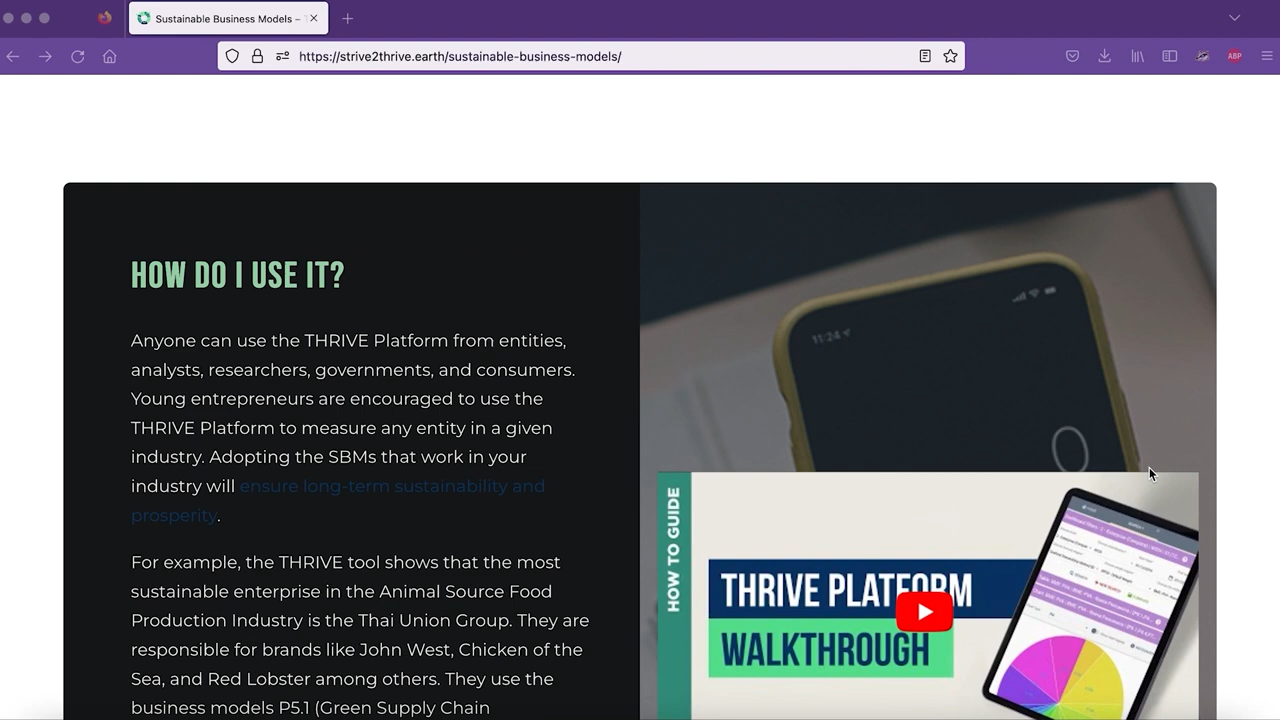 Sustainable Business Models –
https://strive2thrive.earth/sustainable-business-models/
ABP
HOW DO I USE IT?
Anyone can use the THRIVE Platform from entities,
analysts, researchers, governments, and consumers.
Young entrepreneurs are encouraged to use the
THRIVE Platform to measure any entity in a given
industry. Adopting the SBMs that work in your
industry will ensure long-term sustainability and
prosperity.
For example, the THRIVE tool shows that the most
sustainable enterprise in the Animal Source Food
Production Industry is the Thai Union Group. They are
responsible for brands like John West, Chicken of the
Sea, and Red Lobster among others. They use the
business models P5.1 (Green Supply Chain
11:24
HOW TO GUIDE
THRIVE PLATFORM
WALKTHROUGH